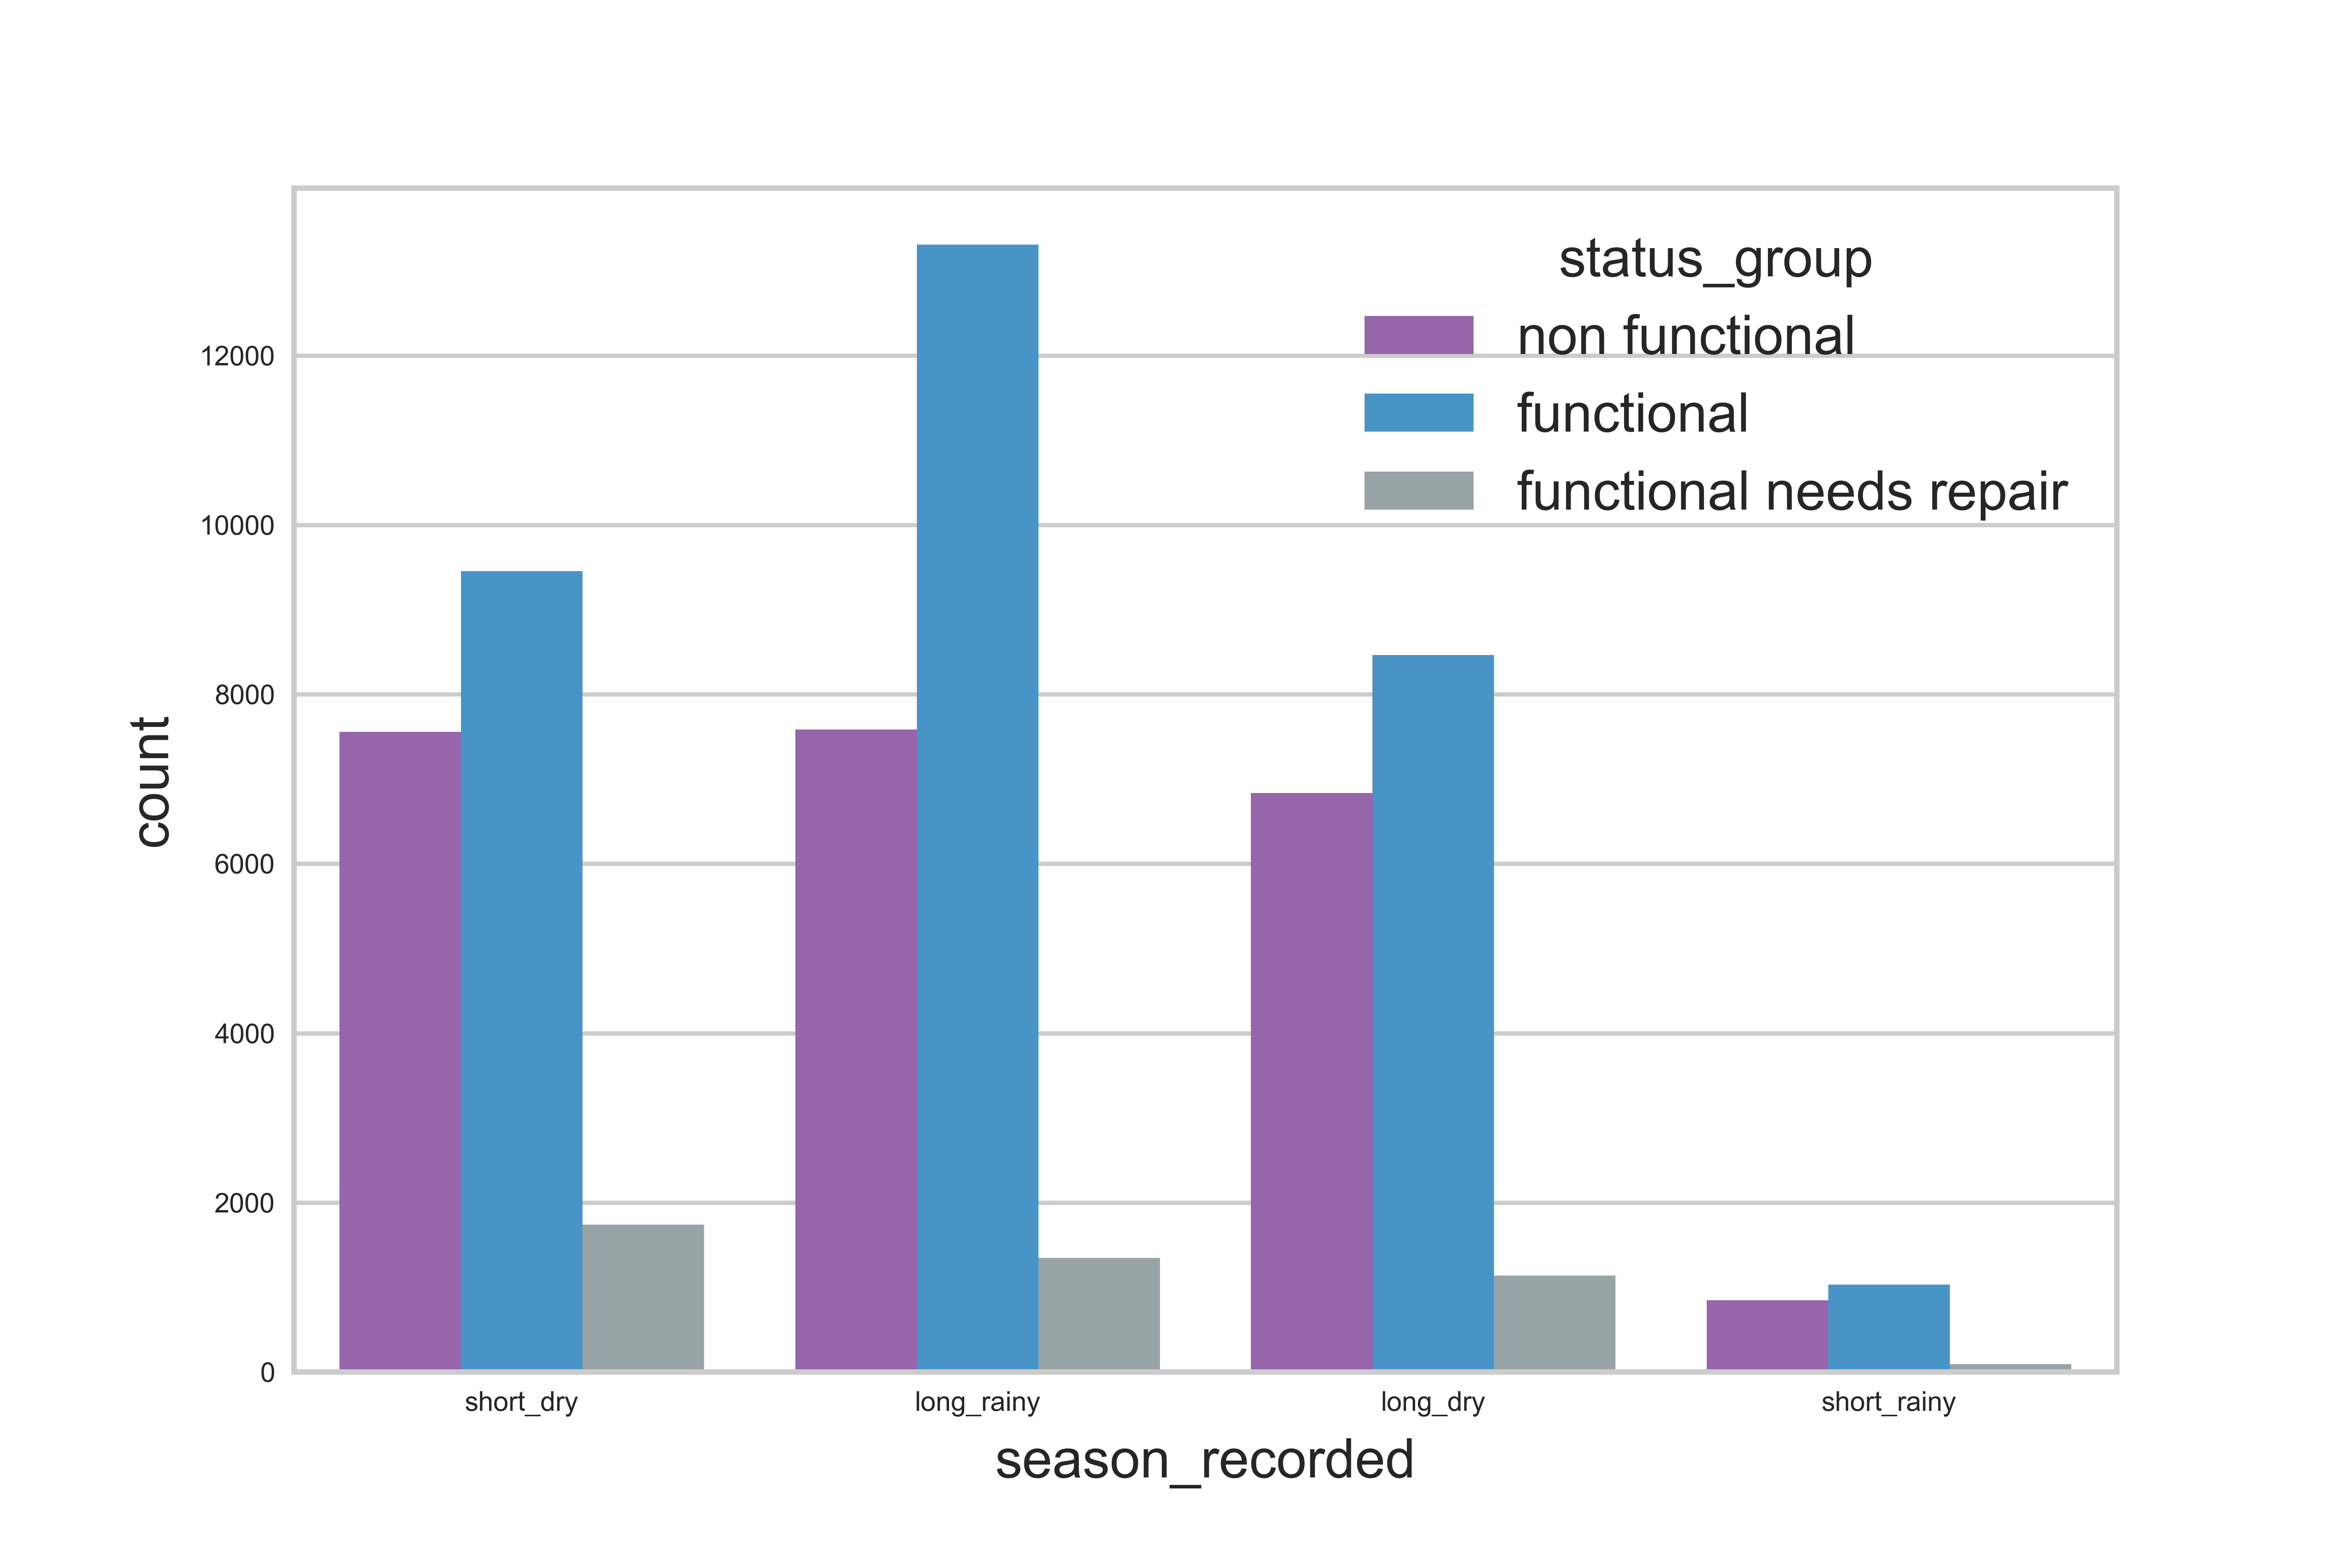 status_group
non functional
functional
functional needs repair
12000
10000
8000
6000
4000
2000
0
count
short_dry
long_rainy
long_dry
short_rainy
season_recorded